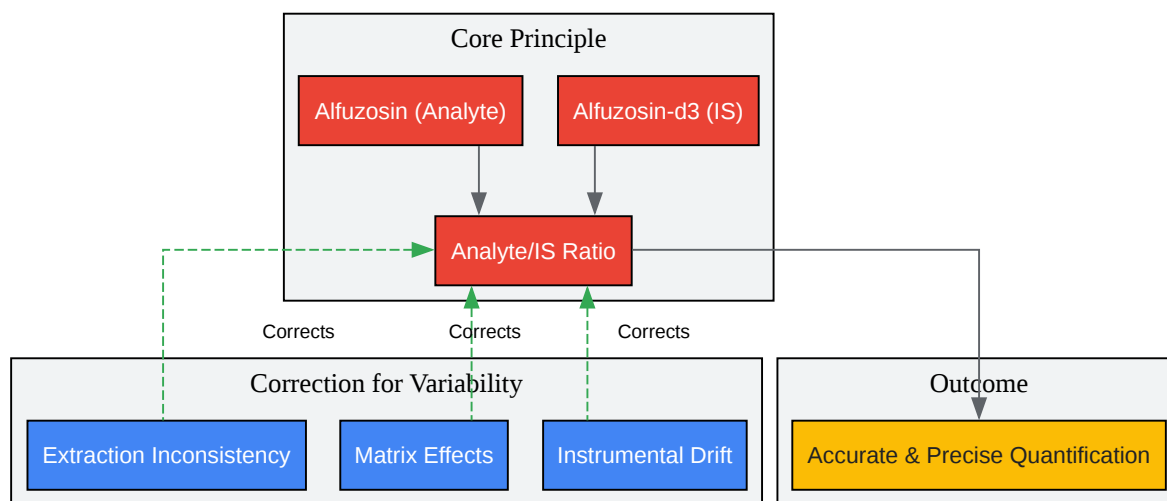 Core Principle
Alfuzosin (Analyte)
Alfuzosin-d3 (IS)
Analyte/IS Ratio
Corrects
Corrects
Corrects
Correction for Variability
Outcome
Extraction Inconsistency
Matrix Effects
Instrumental Drift
Accurate & Precise Quantification